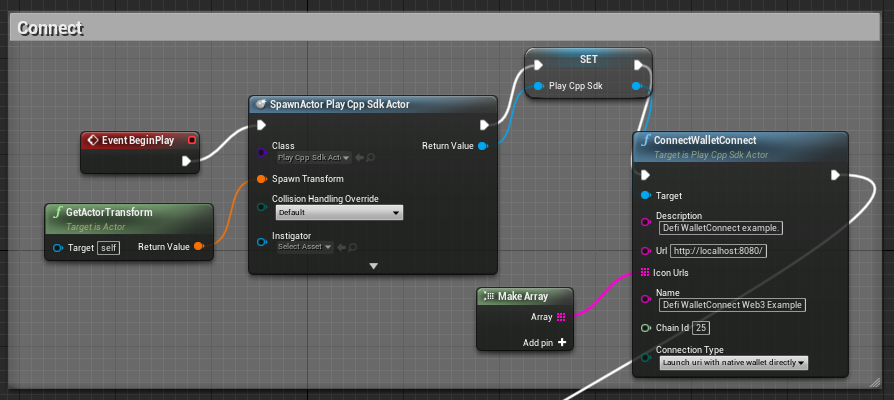 Connect
SET
Play Cpp Sdk
SpawnActor Play Cpp Sdk Actor
Class
Play Cpp Sdk Act
Return Value
Spawn Transform
Collision Handling Override
Default
Instigator
Select Asset
Event BeginPlay
GetActorTransform
Target is Actor
Target self
Return Value
ConnectWalletConnect
Target is Play Cpp Sdk Actor
Target
Description
Defi WalletConnect example.
Url http://localhost:8080/
Icon Urls
Name
Defi WalletConnect Web3 Example
Chain Id 25
Connection Type
Launch uri with native wallet directly
Make Array
Array
Add pin